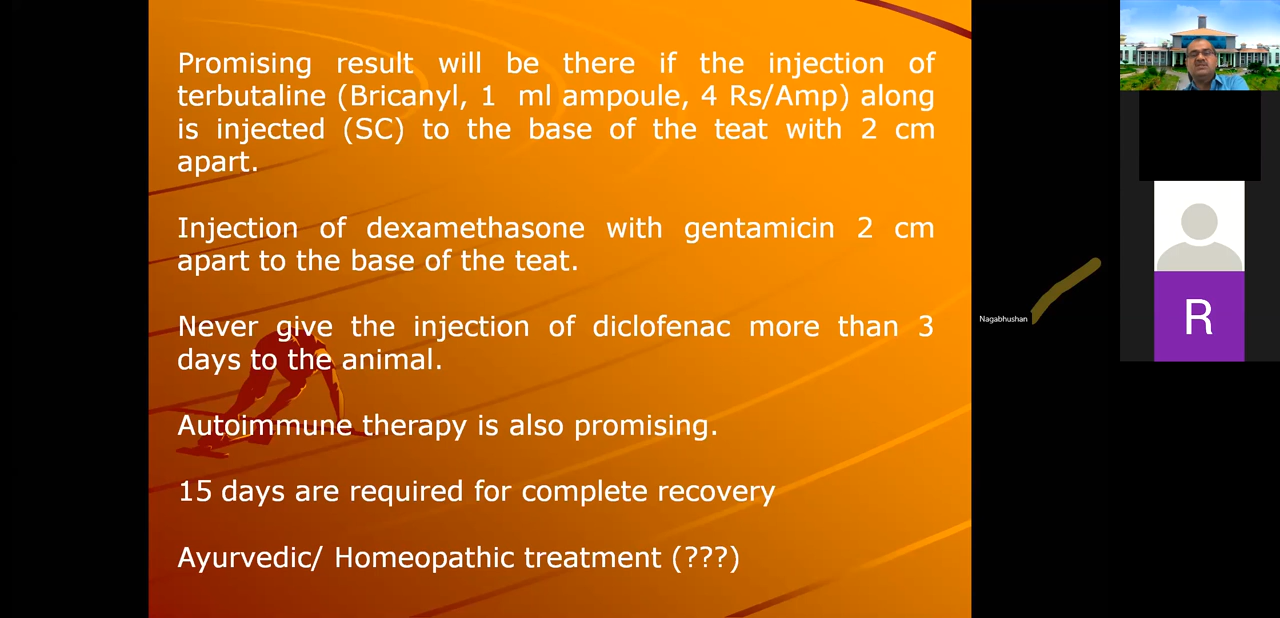 Promising result will be there if the injection of
terbutaline (Bricanyl, 1 ml ampoule, 4 Rs/Amp) along
is injected (SC) to the base of the teat with 2 cm
apart.
Injection of dexamethasone with gentamicin 2 cm
apart to the base of the teat.
Never give the injection of diclofenac more than 3
days to the animal.
Autoimmune therapy is also promising.
15 days are required for complete recovery
Ayurvedic/ Homeopathic treatment (???)
Nagabhushan
R